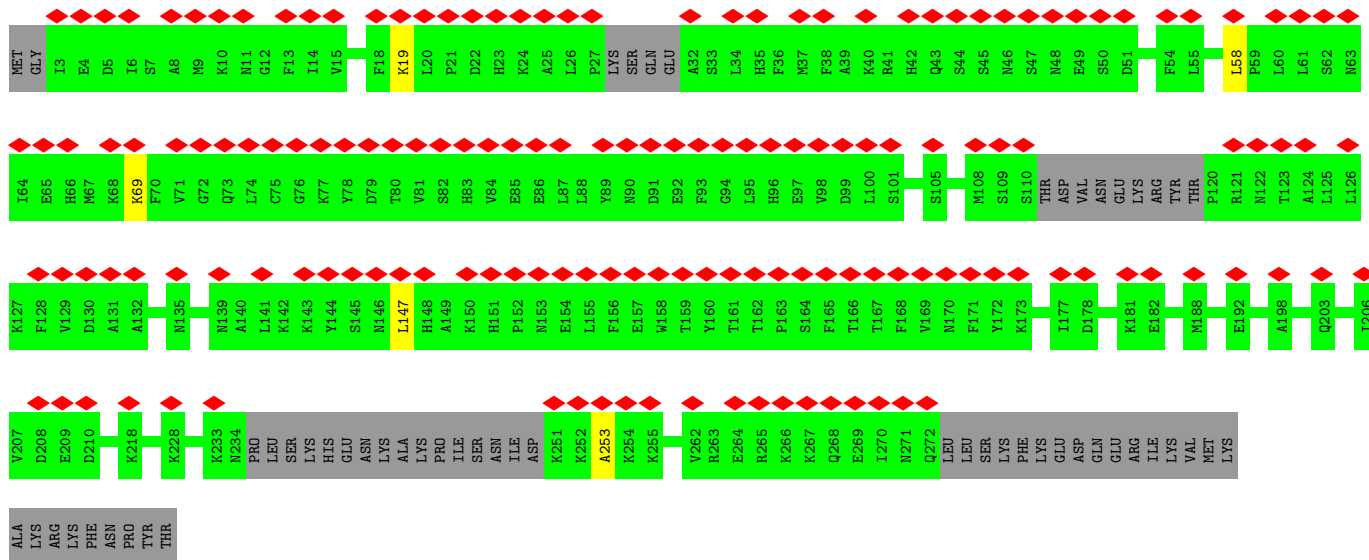 MET GLY I3 E4 D5 I6 S7 A8 M9 K10 N11 G12 F13 I14 V15 F18 K19 L20 P21 D22 H23 K24 A25 L26 P27 LYS SER GLN GLU A32 S33 L34 H35 F36 M37 F38 A39 K40 R41 H42 Q43 S44 S45 N46 S47 N48 E49 S50 D51 F54 L55 L58 P59 L60 L61 S62 N63
I64 E65 H66 M67 K68 K69 F70 V71 G72 Q73 L74 C75 G76 K77 Y78 D79 T80 V81 S82 H83 V84 E85 E86 L87 L88 Y89 N90 D91 E92 F93 G94 L95 H96 E97 V98 D99 L100 S101 S105 M108 S109 S110 THR ASP VAL ASN GLU LYS ARG TYR THR P120 R121 N122 T123 A124 L125 L126
K127 F128 V129 D130 A131 A132 N135 N139 A140 L141 K142 K143 Y144 S145 N146 L147 H148 A149 K150 H151 P152 N153 E154 L155 F156 E157 W158 T159 Y160 T161 T162 P163 S164 F165 T166 T167 F168 V169 N170 F171 Y172 K173 I177 D178 K181 E182 M188 E192 A198 Q203 I206
V207 D208 E209 D210 K218 K228 K233 N234 PRO LEU SER LYS HIS GLU ASN LYS ALA LYS PRO ILE SER ASN ILE ASP K251 K252 A253 K254 K255 V262 R263 E264 R265 K266 K267 Q268 E269 I270 N271 Q272 LEU LEU SER LYS PHE LYS GLU ASP GLN GLU ARG ILE LYS VAL MET LYS
ALA LYS ARG LYS PHE ASN PRO TYR THR